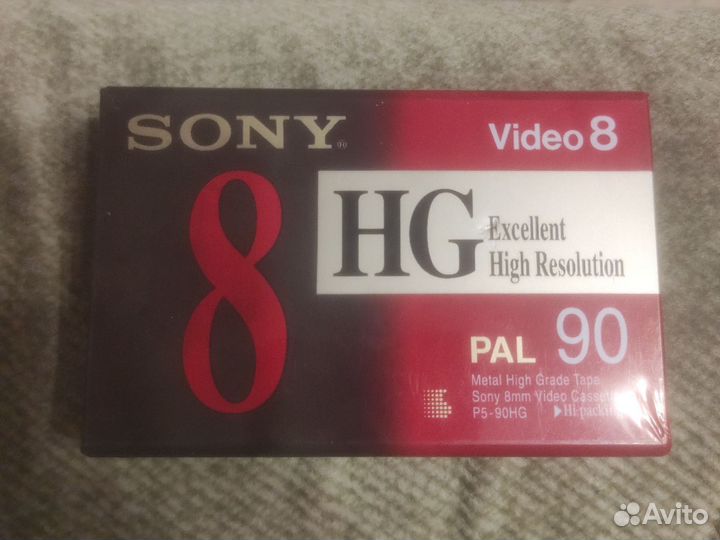 SONY®
Video 8
8
HG
Excellent
High Resolution
PAL 90
Metal High Grade Tape
Sony 8mm Video Cassette
P5-90HG ▶Hi-packing
Avito